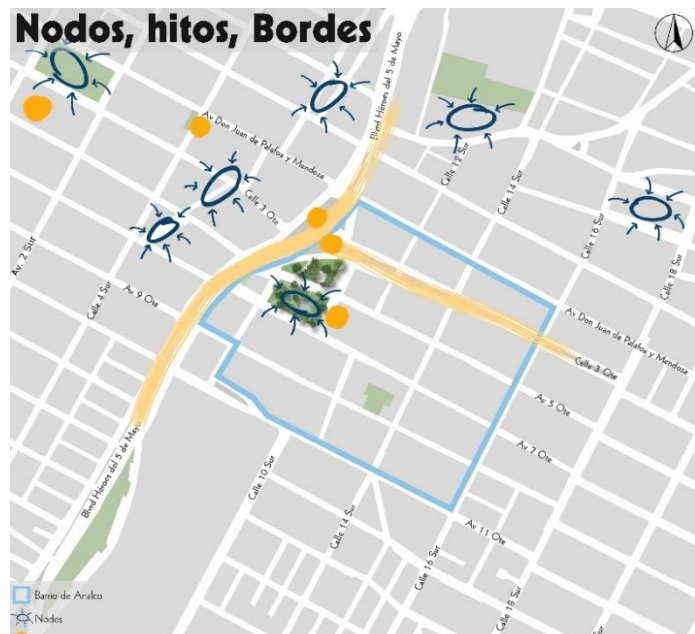 Nodos, hitos, Bordes
Blvrd Héroes del 5 de Mayo
Av Don Juan de Palafox y Mendoza
Calle 12 Sur
Calle 14 Sur
Calle 3 Ote
Calle 16 Sur
Calle 18 Sur
Av. 2 Sur
Calle 4 Sur
Av 9 Ote
Av Don Juan de Palafox y Mendoza
Calle 3 Ote
Av 5 Ote
Av 7 Ote
Blvrd Héroes del 5 de Mayo
Calle 10 Sur
Calle 14 Sur
Av 11 Ote
Calle 16 Sur
Calle 18 Sur
Barrio de Analco
Nodos